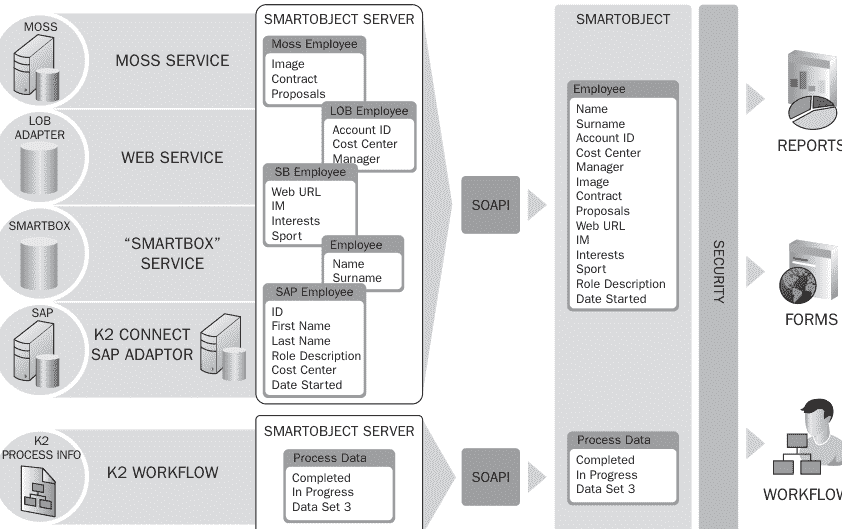 MOSS
MOSS SERVICE
LOB
ADAPTER
WEB SERVICE
SMARTBOX
“SMARTBOX”
SERVICE
SAP
K2 CONNECT
SAP ADAPTOR
K2
PROCESS INFO
K2 WORKFLOW
SMARTOBJECT SERVER
Moss Employee
Image
Contract
Proposals
LOB Employee
Account ID
Cost Center
Manager
SB Employee
Web URL
IM
Interests
Sport
Employee
Name
Surname
SAP Employee
ID
First Name
Last Name
Role Description
Cost Center
Date Started
SMARTOBJECT SERVER
Process Data
Completed
In Progress
Data Set 3
SOAPI
SOAPI
SMARTOBJECT
Employee
Name
Surname
Account ID
Cost Center
Manager
Image
Contract
Proposals
Web URL
IM
Interests
Sport
Role Description
Date Started
Process Data
Completed
In Progress
Data Set 3
SECURITY
REPORTS
FORMS
WORKFLOW